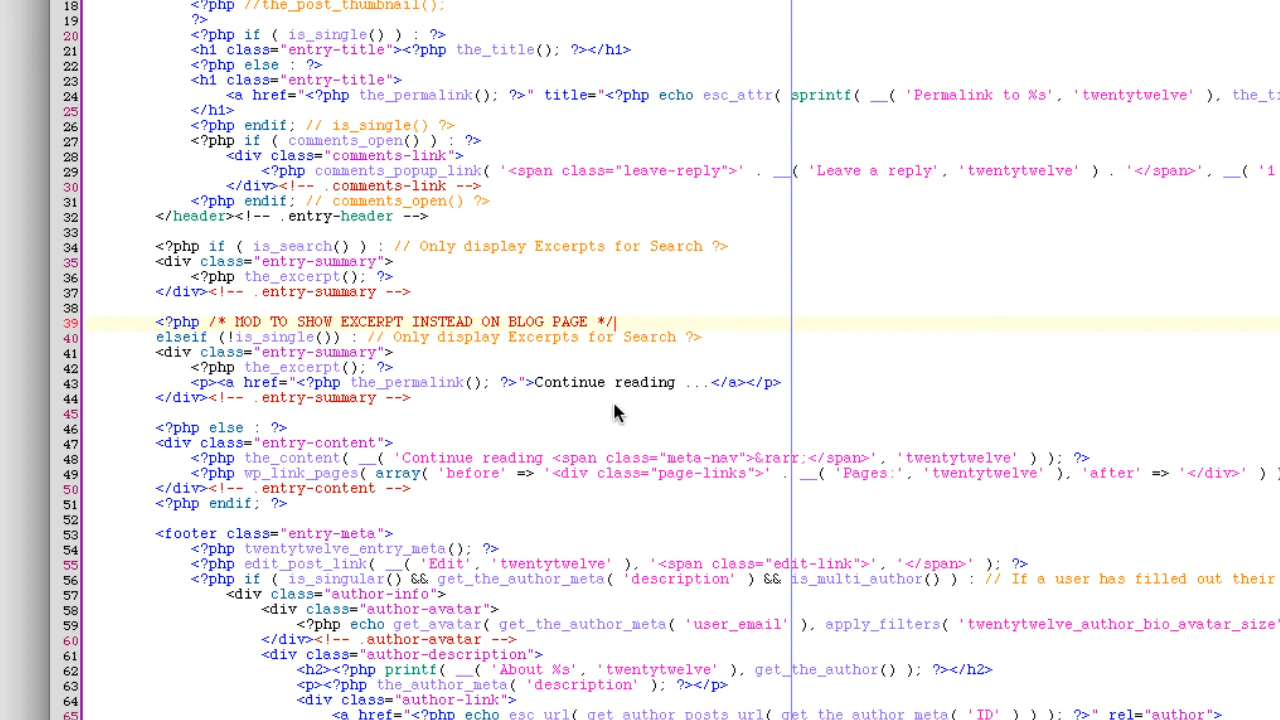 18 <?php //the_post_thumbnail();
19 ?>
20 <?php if ( is_single() ) : ?>
21 <h1 class="entry-title"><?php the_title(); ?></h1>
22 <?php else : ?>
23 <h1 class="entry-title">
24 <a href="<?php the_permalink(); ?>" title="<?php echo esc_attr( sprintf( __( 'Permalink to %s', 'twentytwelve' ), the_ti
25 </h1>
26 <?php endif; // is_single() ?>
27 <?php if ( comments_open() ) : ?>
28 <div class="comments-link">
29 <?php comments_popup_link( '<span class="leave-reply">' . __( 'Leave a reply', 'twentytwelve' ) . '</span>', __( '1
30 </div><!-- .comments-link -->
31 <?php endif; // comments_open() ?>
32 </header><!-- .entry-header -->
33
34 <?php if ( is_search() ) : // Only display Excerpts for Search ?>
35 <div class="entry-summary">
36 <?php the_excerpt(); ?>
37 </div><!-- .entry-summary -->
38
39 <?php /* MOD TO SHOW EXCERPT INSTEAD ON BLOG PAGE */
40 elseif (!is_single()) : // Only display Excerpts for Search ?>
41 <div class="entry-summary">
42 <?php the_excerpt(); ?>
43 <p><a href="<?php the_permalink(); ?>">Continue reading ...</a></p>
44 </div><!-- .entry-summary -->
45
46 <?php else : ?>
47 <div class="entry-content">
48 <?php the_content( __( 'Continue reading <span class="meta-nav">&rarr;</span>', 'twentytwelve' ) ); ?>
49 <?php wp_link_pages( array( 'before' => '<div class="page-links">' . __( 'Pages:', 'twentytwelve' ), 'after' => '</div>' ) )
50 </div><!-- .entry-content -->
51 <?php endif; ?>
52
53 <footer class="entry-meta">
54 <?php twentytwelve_entry_meta(); ?>
55 <?php edit_post_link( __( 'Edit', 'twentytwelve' ), '<span class="edit-link">', '</span>' ); ?>
56 <?php if ( is_singular() && get_the_author_meta( 'description' ) && is_multi_author() ) : // If a user has filled out their
57 <div class="author-info">
58 <div class="author-avatar">
59 <?php echo get_avatar( get_the_author_meta( 'user_email' ), apply_filters( 'twentytwelve_author_bio_avatar_size'
60 </div><!-- .author-avatar -->
61 <div class="author-description">
62 <h2><?php printf( __( 'About %s', 'twentytwelve' ), get_the_author() ); ?></h2>
63 <p><?php the_author_meta( 'description' ); ?></p>
64 <div class="author-link">
65 <a href="<?php echo esc_url( get_author_posts_url( get_the_author_meta( 'ID' ) ) ); ?>" rel="author">